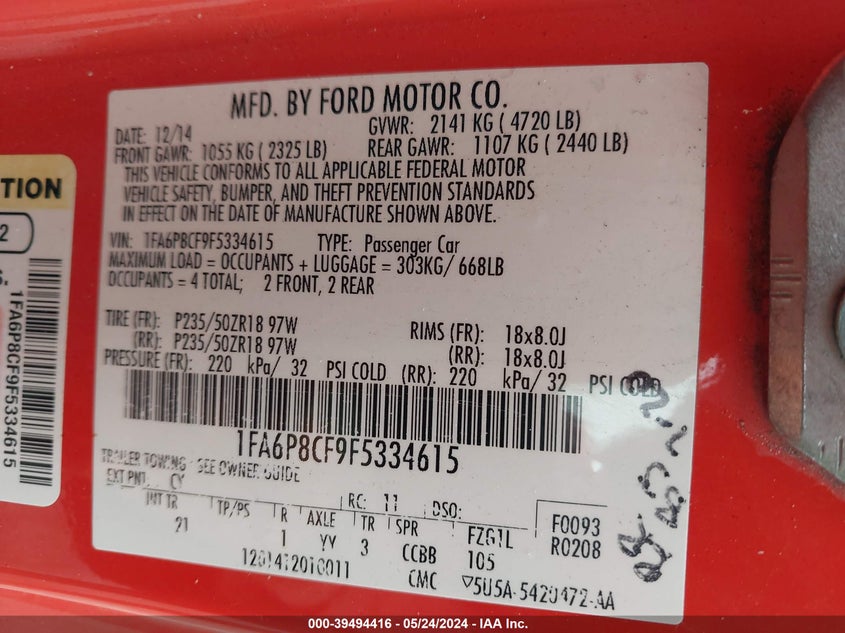 MFD. BY FORD MOTOR CO.
DATE: 12/14 GVWR: 2141 KG ( 4720 LB)
FRONT GAWR: 1055 KG ( 2325 LB) REAR GAWR: 1107 KG ( 2440 LB)
THIS VEHICLE CONFORMS TO ALL APPLICABLE FEDERAL MOTOR
VEHICLE SAFETY, BUMPER, AND THEFT PREVENTION STANDARDS
IN EFFECT ON THE DATE OF MANUFACTURE SHOWN ABOVE.
VIN: 1FA6P8CF9F5334615 TYPE: Passenger Car
MAXIMUM LOAD = OCCUPANTS + LUGGAGE = 303KG/ 668LB
OCCUPANTS = 4 TOTAL; 2 FRONT, 2 REAR
TIRE (FR): P235/50ZR18 97W RIMS (FR): 18x8.0J
(RR): P235/50ZR18 97W (RR): 18x8.0J
PRESSURE (FR): 220 kPa/ 32 PSI COLD (RR): 220 kPa/ 32 PSI COLD
1FA6P8CF9F5334615
TRAILER TOWING - SEE OWNER GUIDE
EXT PNT: CY RC: 11 DSO:
INT TR TP/PS R AXLE TR SPR FZG1L F0093
21 1 YY 3 CCBB 105 R0208
CMC ▽5U5A-5420472-AA
TION
2
S.
1FA6P8CF9F5334615
000-39494416 - 05/24/2024 - IAAI, Inc.